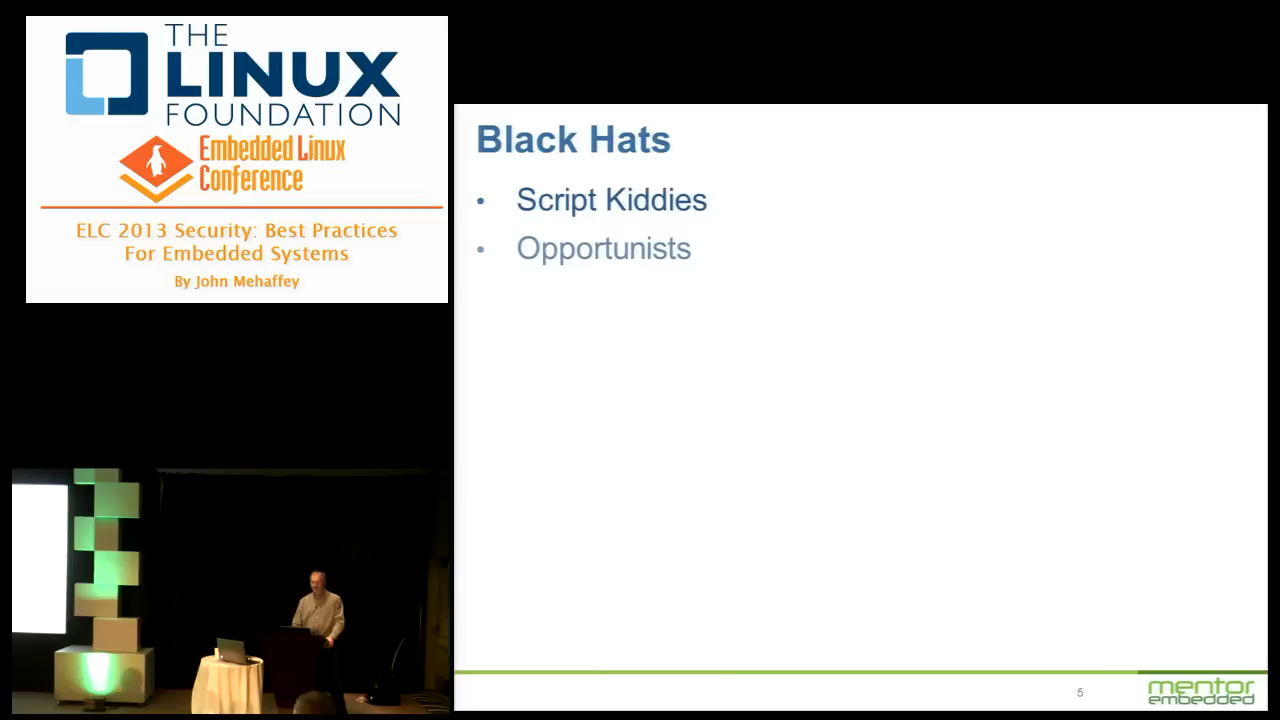 THE
LINUX
FOUNDATION
Embedded Linux
Conference
ELC 2013 Security: Best Practices
For Embedded Systems
By John Mehaffey
Black Hats
• Script Kiddies
• Opportunists
5
mentor
embedded